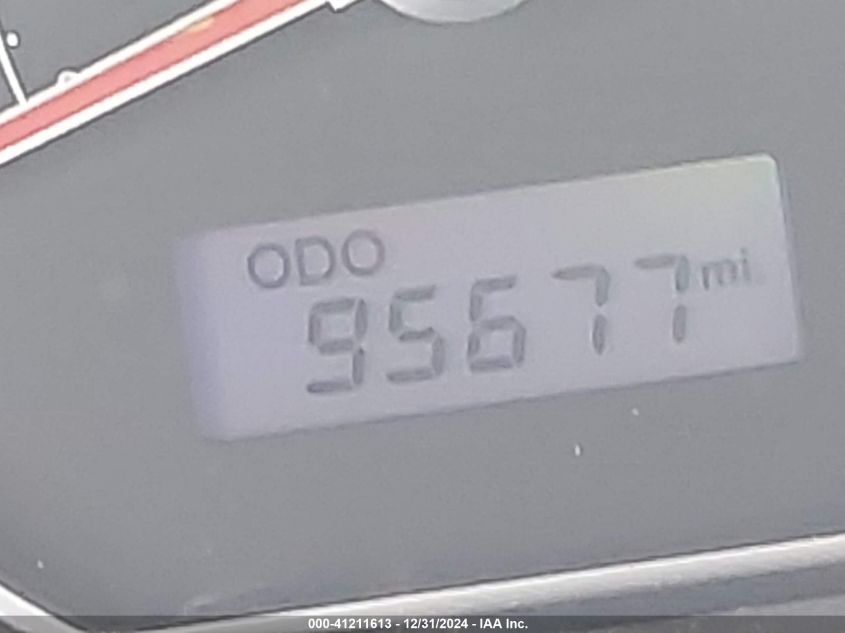 ODO
95677 mi
000-41211613 - 12/31/2024 - IAA Inc.